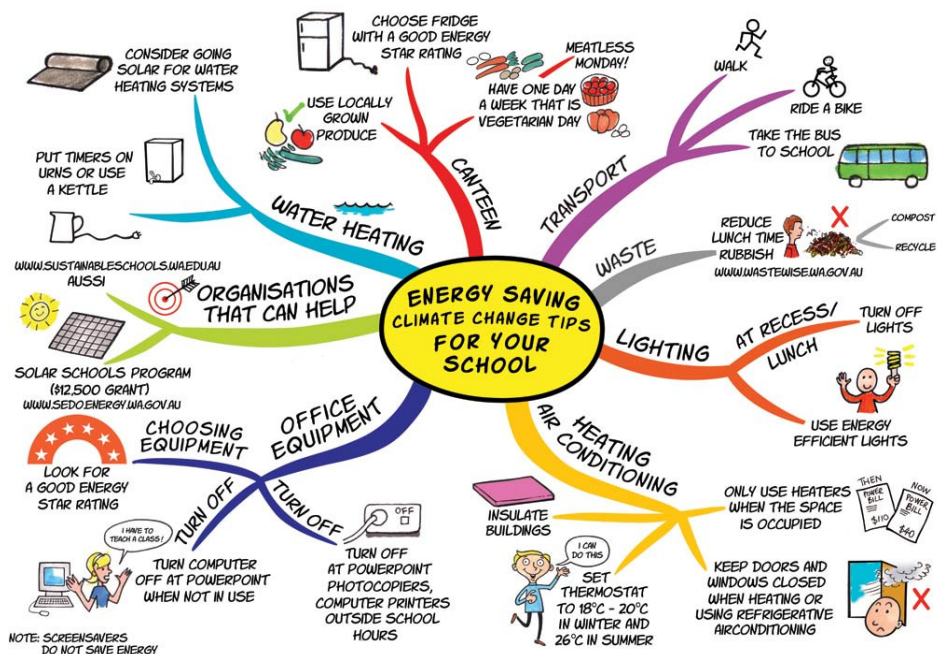 ENERGY SAVING
CLIMATE CHANGE TIPS
FOR YOUR
SCHOOL
CANTEEN
CHOOSE FRIDGE
WITH A GOOD ENERGY
STAR RATING
USE LOCALLY
GROWN
PRODUCE
MEATLESS
MONDAY!
HAVE ONE DAY
A WEEK THAT IS
VEGETARIAN DAY
TRANSPORT
WALK
RIDE A BIKE
TAKE THE BUS
TO SCHOOL
WASTE
REDUCE
LUNCH TIME
RUBBISH
WWW.WASTEWISE.WA.GOV.AU
COMPOST
RECYCLE
LIGHTING
AT RECESS/
LUNCH
TURN OFF
LIGHTS
USE ENERGY
EFFICIENT LIGHTS
HEATING
AIR CONDITIONING
ONLY USE HEATERS
WHEN THE SPACE
IS OCCUPIED
THEN
POWER
BILL
$110
NOW
POWER
BILL
$40
KEEP DOORS AND
WINDOWS CLOSED
WHEN HEATING OR
USING REFRIGERATIVE
AIRCONDITIONING
INSULATE
BUILDINGS
I CAN
DO THIS
SET
THERMOSTAT
TO 18°C - 20°C
IN WINTER AND
26°C IN SUMMER
OFFICE
EQUIPMENT
CHOOSING
EQUIPMENT
LOOK FOR
A GOOD ENERGY
STAR RATING
TURN OFF
I HAVE TO
TEACH A CLASS!
TURN COMPUTER
OFF AT POWERPOINT
WHEN NOT IN USE
NOTE: SCREENSAVERS
DO NOT SAVE ENERGY
TURN OFF
OFF
TURN OFF
AT POWERPOINT
PHOTOCOPIERS,
COMPUTER PRINTERS
OUTSIDE SCHOOL
HOURS
ORGANISATIONS
THAT CAN HELP
WWW.SUSTAINABLESCHOOLS.WA.EDU.AU
AUSSI
SOLAR SCHOOLS PROGRAM
($12,500 GRANT)
WWW.SEDO.ENERGY.WA.GOV.AU
WATER HEATING
CONSIDER GOING
SOLAR FOR WATER
HEATING SYSTEMS
PUT TIMERS ON
URNS OR USE
A KETTLE